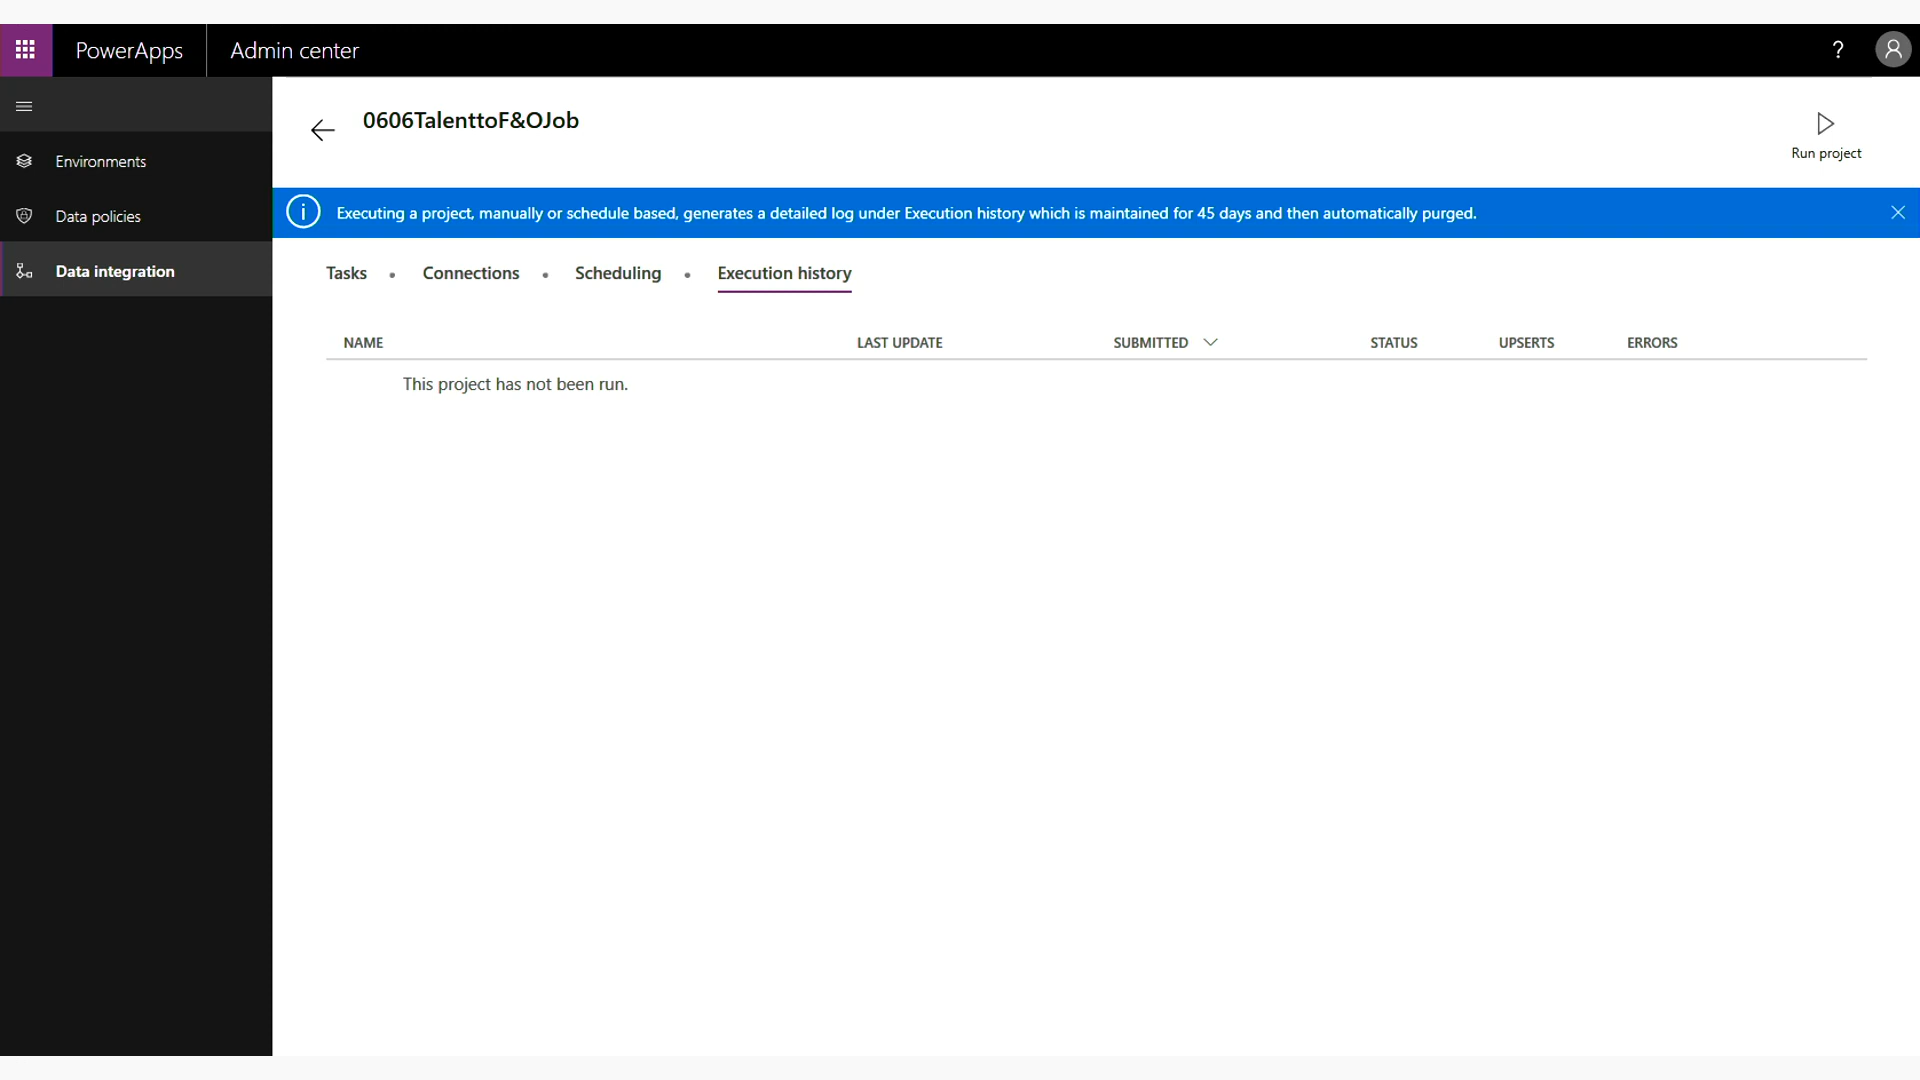 PowerApps
Admin center
?
0606TalenttoF&OJob
Run project
Environments
Data policies
Data integration
Executing a project, manually or schedule based, generates a detailed log under Execution history which is maintained for 45 days and then automatically purged.
Tasks • Connections • Scheduling • Execution history
NAME LAST UPDATE SUBMITTED STATUS UPSERTS ERRORS
This project has not been run.